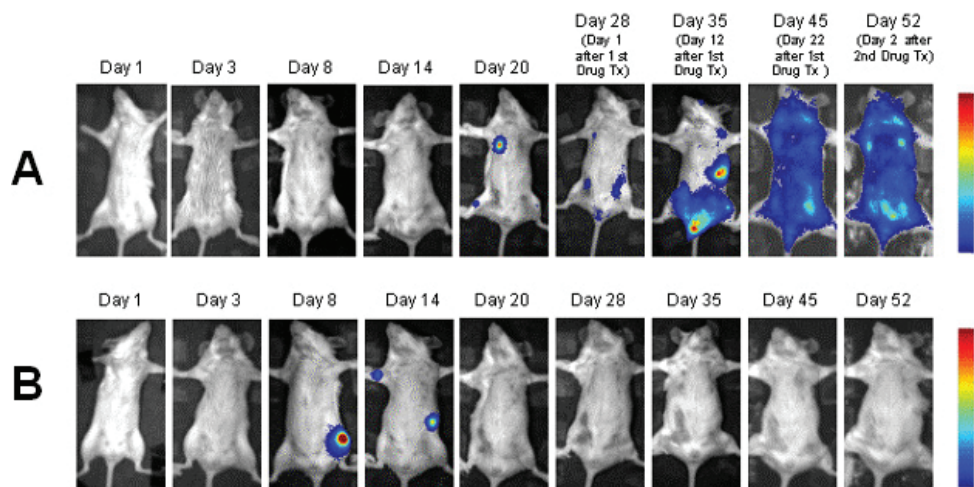 Day 1
Day 3
Day 8
Day 14
Day 20
Day 28
(Day 1
after 1 st
Drug Tx)
Day 35
(Day 12
after 1st
Drug Tx)
Day 45
(Day 22
after 1st
Drug Tx )
Day 52
(Day 2 after
2nd Drug Tx)
A
Day 1
Day 3
Day 8
Day 14
Day 20
Day 28
Day 35
Day 45
Day 52
B